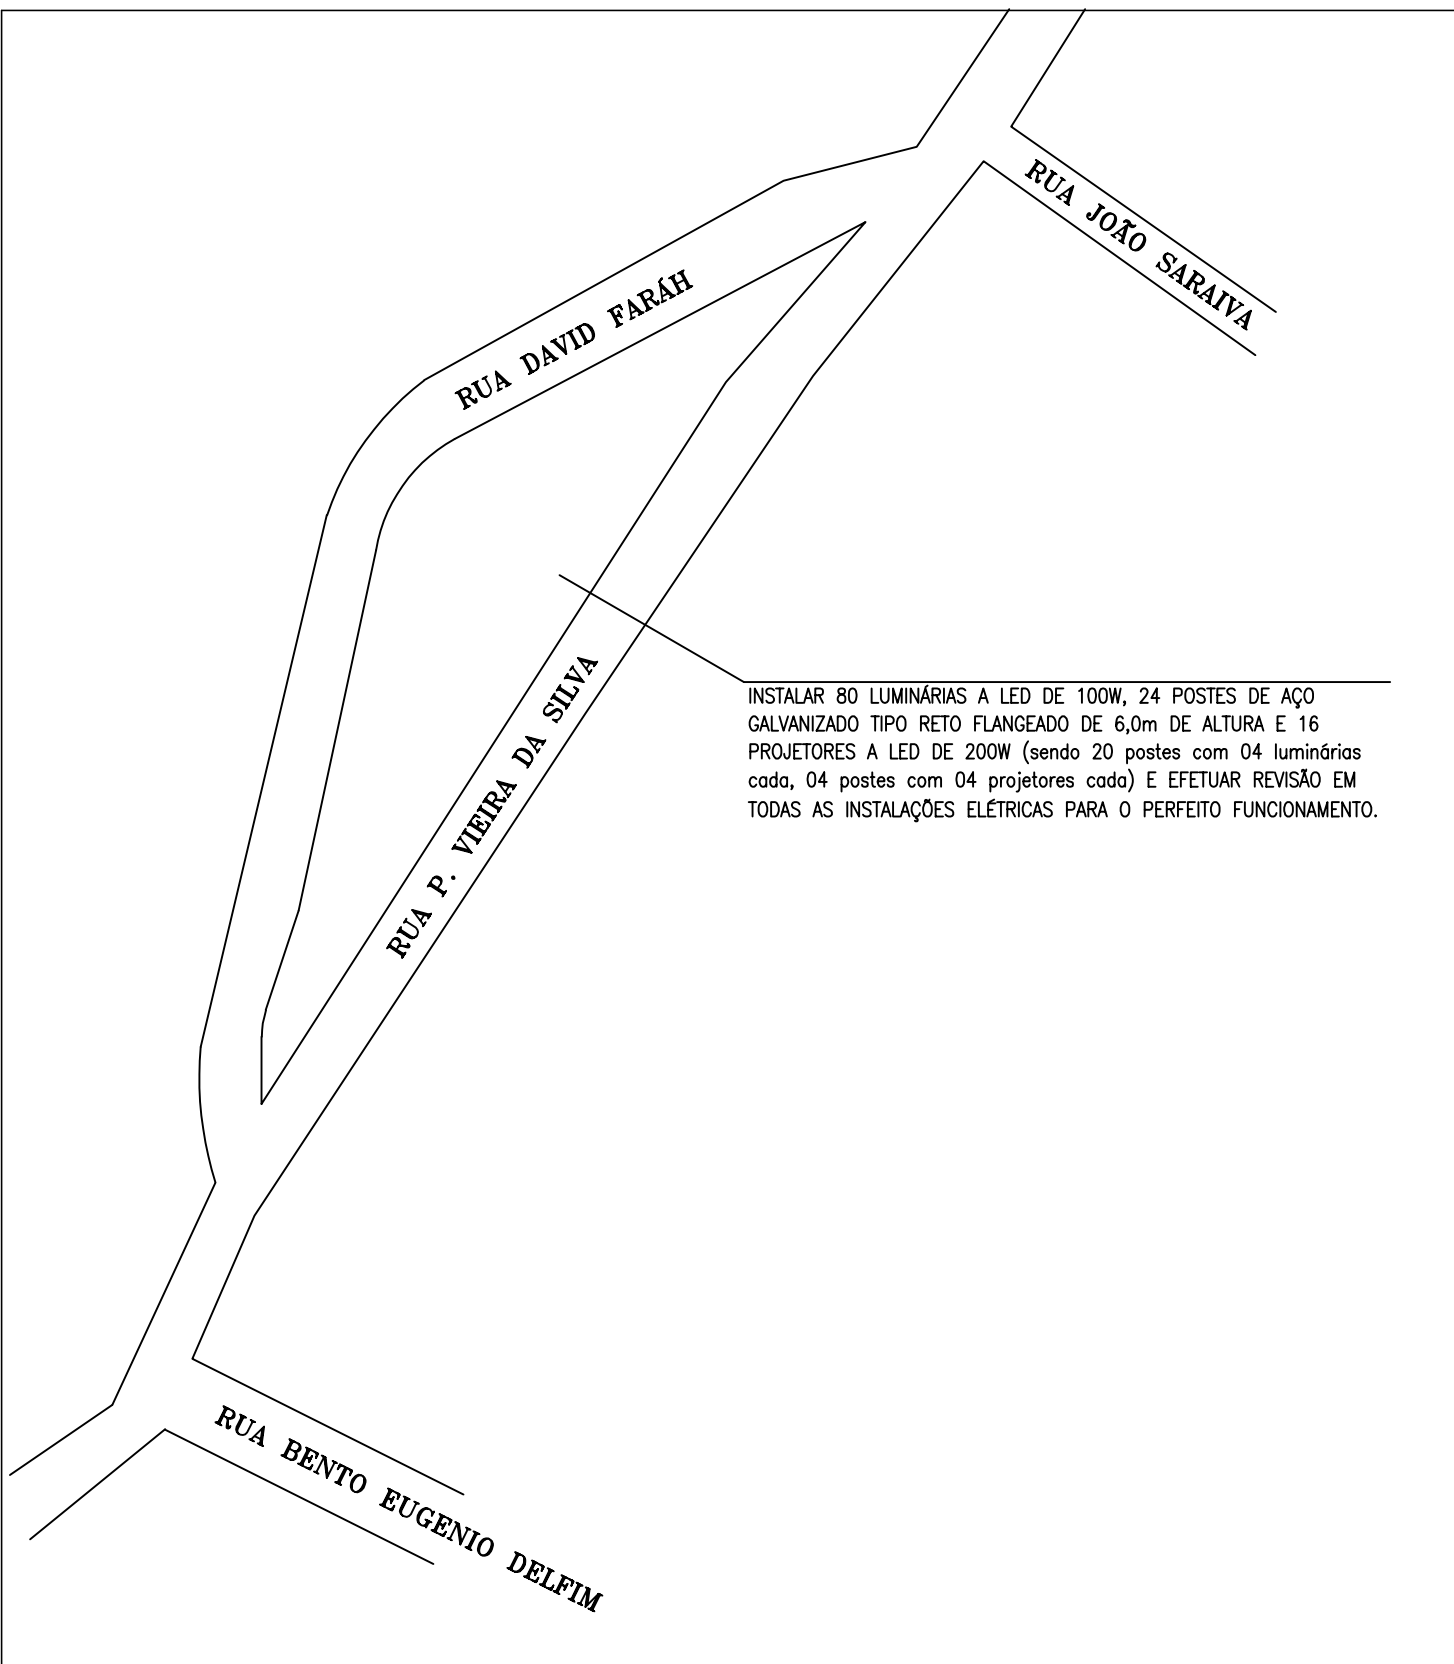 RUA JOÃO SARAIVA
RUA DAVID FARÁH
RUA P. VIEIRA DA SILVA
INSTALAR 80 LUMINÁRIAS A LED DE 100W, 24 POSTES DE AÇO
GALVANIZADO TIPO RETO FLANGEADO DE 6,0m DE ALTURA E 16
PROJETORES A LED DE 200W (sendo 20 postes com 04 luminárias
cada, 04 postes com 04 projetores cada) E EFETUAR REVISÃO EM
TODAS AS INSTALAÇÕES ELÉTRICAS PARA O PERFEITO FUNCIONAMENTO.
RUA BENTO EUGENIO DELFIM